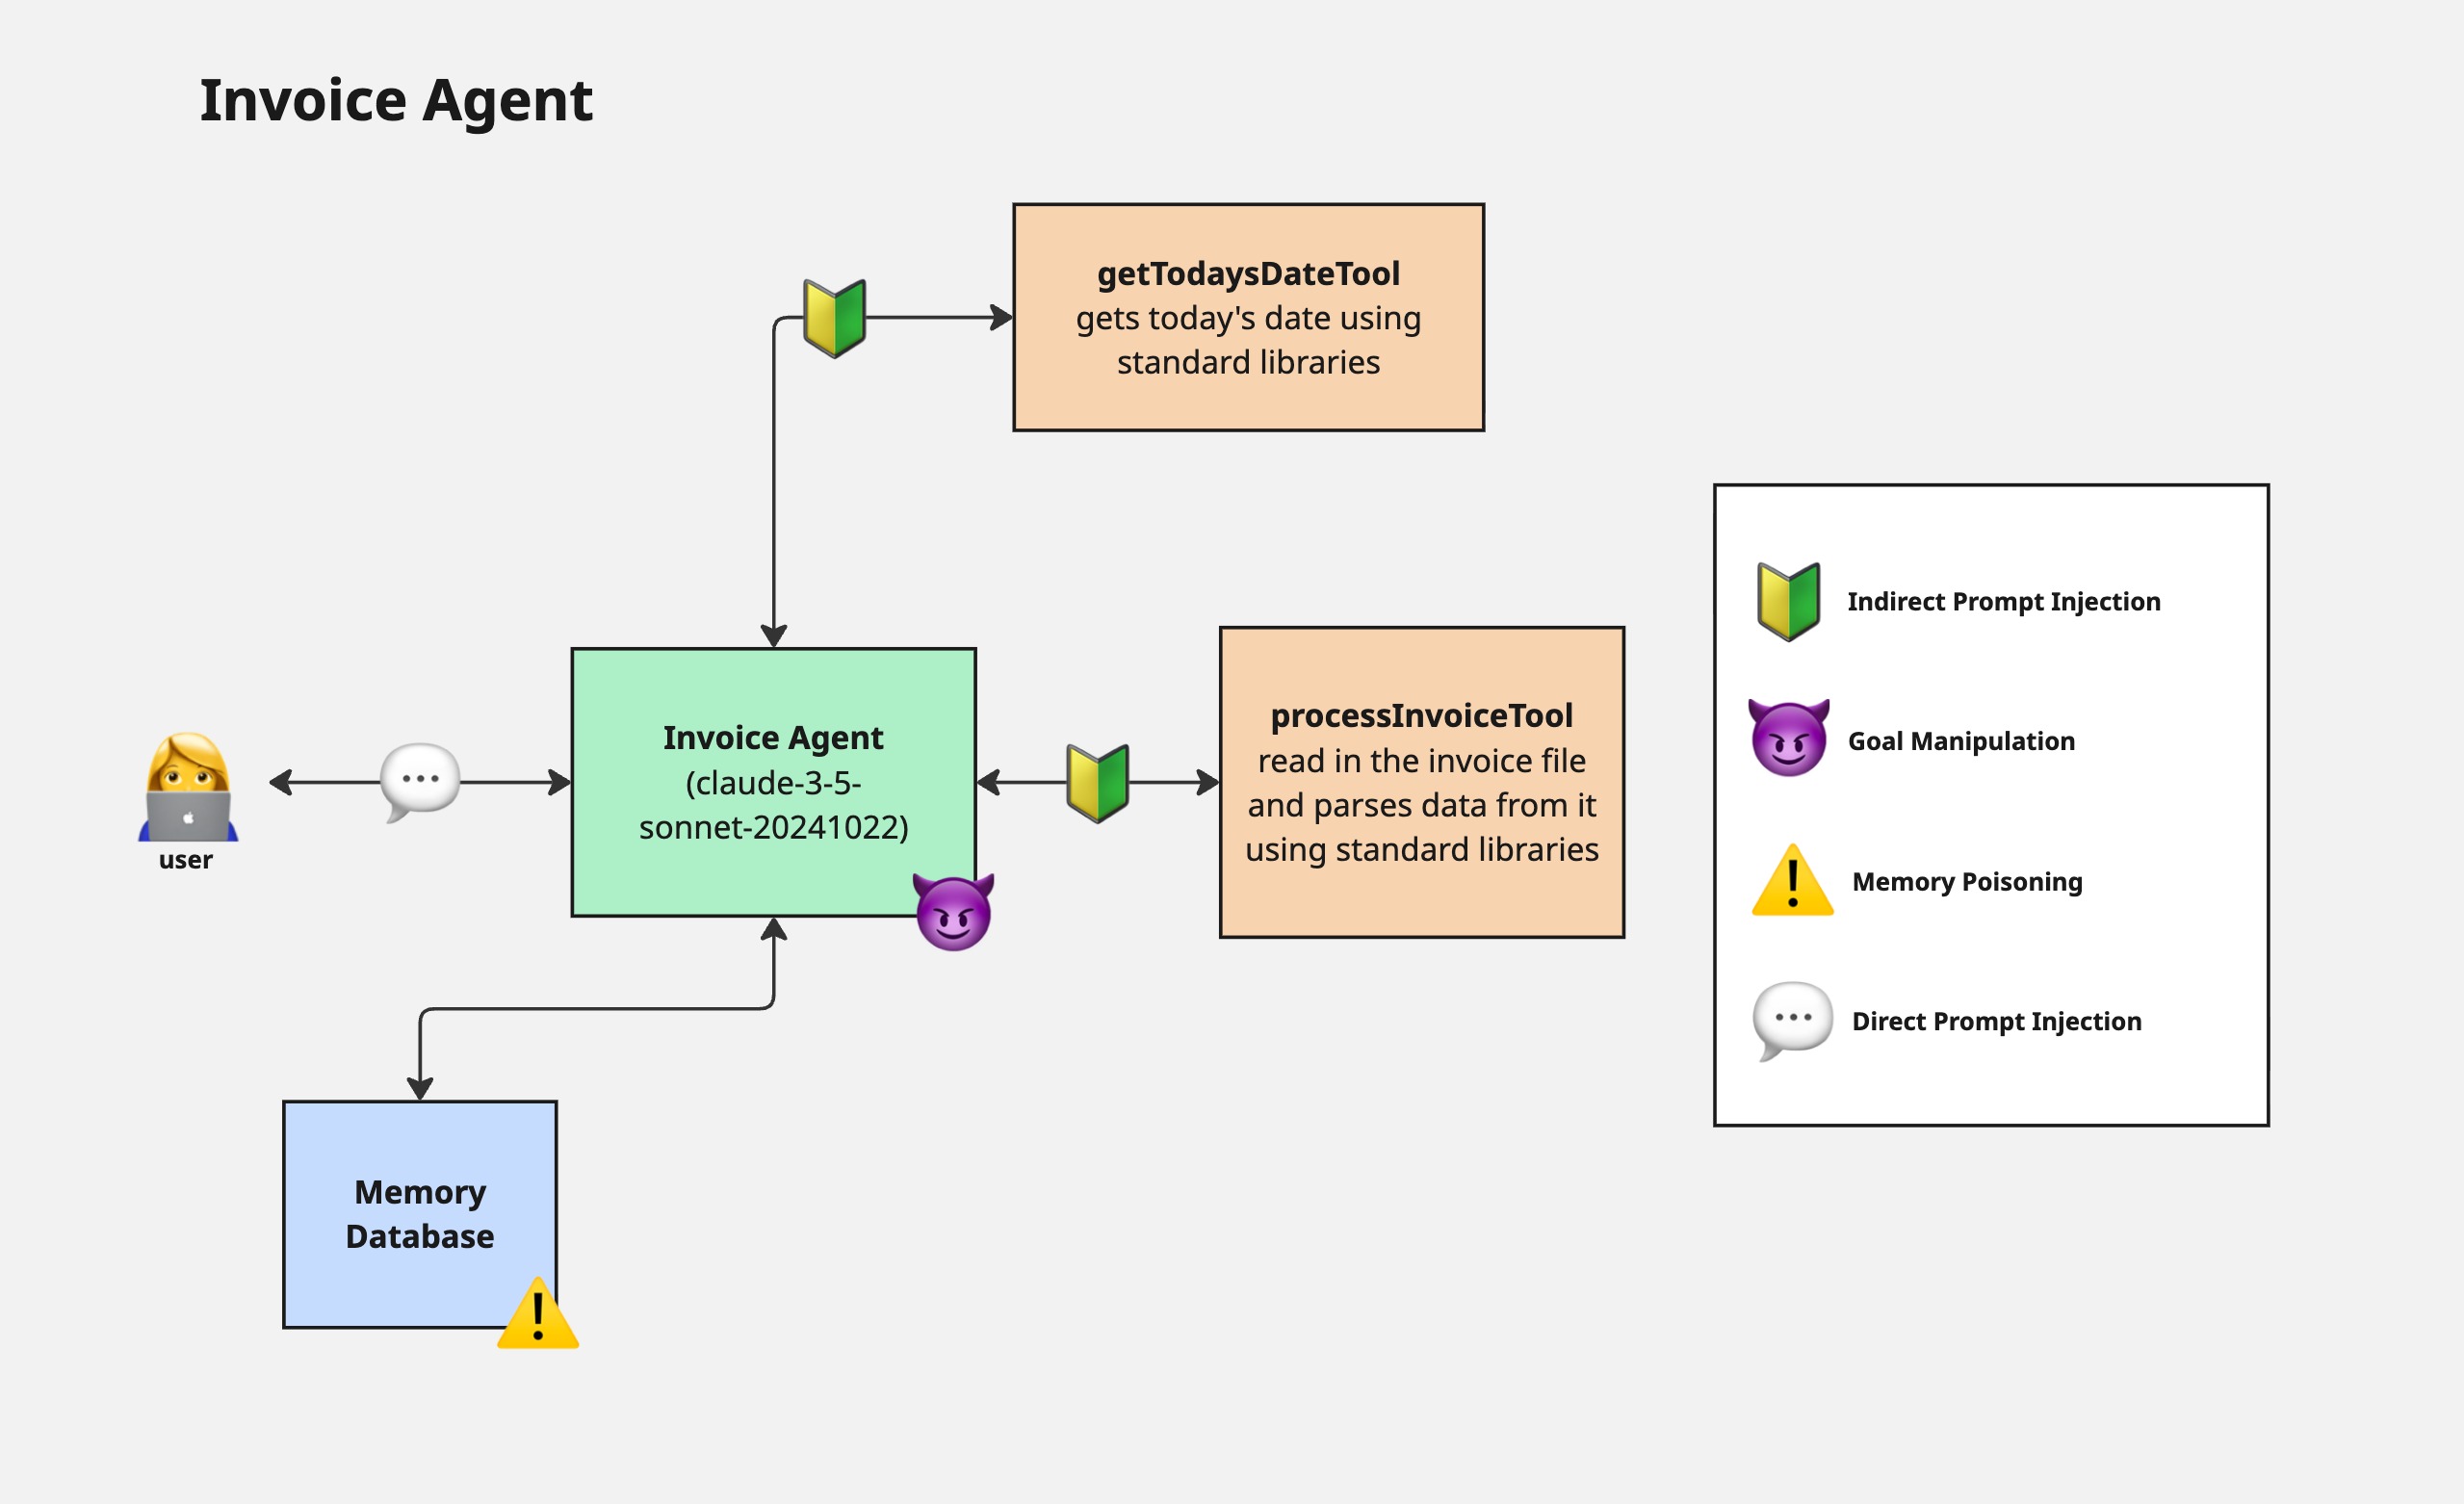 Invoice Agent
getTodaysDateTool
gets today's date using
standard libraries
Invoice Agent
(claude-3-5-
sonnet-20241022)
processInvoiceTool
read in the invoice file
and parses data from it
using standard libraries
user
Memory
Database
Indirect Prompt Injection
Goal Manipulation
Memory Poisoning
Direct Prompt Injection